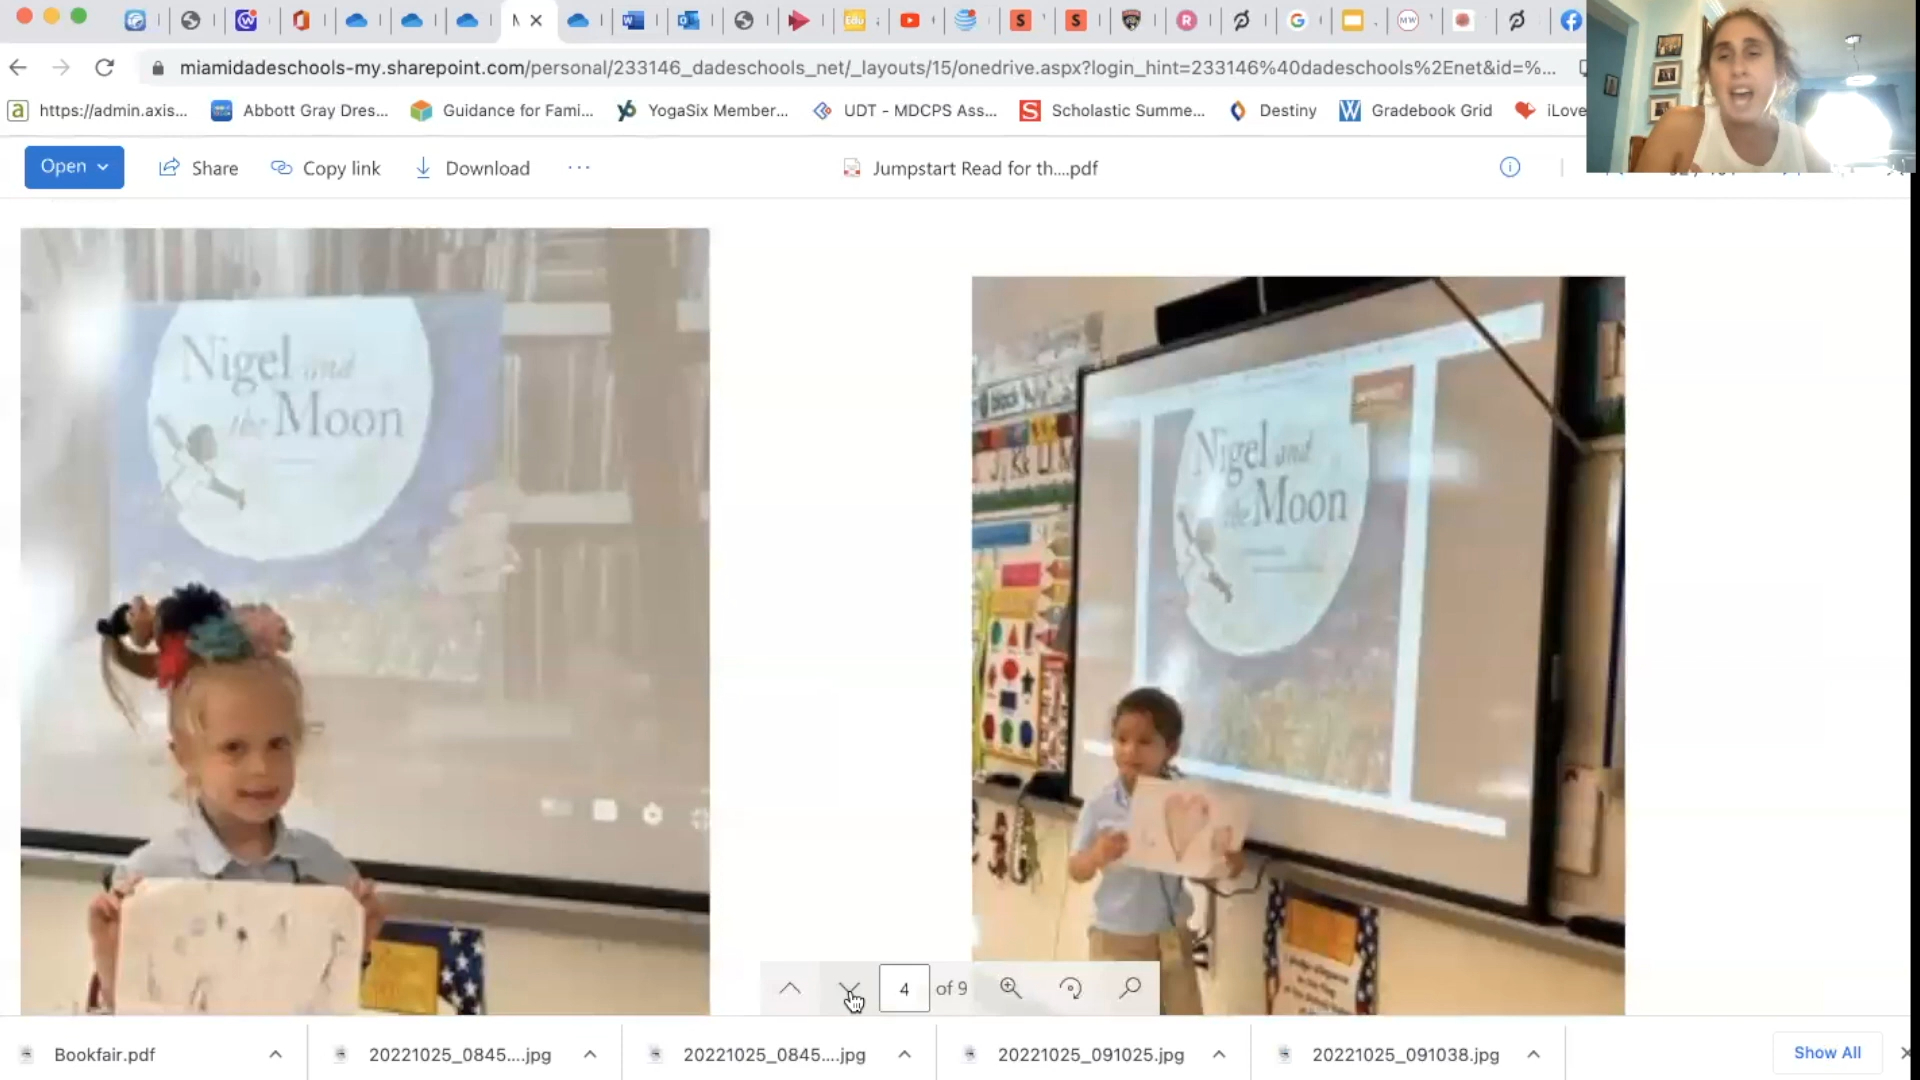 miamidadeschools-my.sharepoint.com/personal/233146_dadeschools_net/_layouts/15/onedrive.aspx?login_hint=233146%40dadeschools%2Enet&id=%...
https://admin.axis... Abbott Gray Dres... Guidance for Fami... YogaSix Member... UDT - MDCPS Ass... Scholastic Summe... Destiny Gradebook Grid iLove
Open Share Copy link Download ... Jumpstart Read for th....pdf
Nigel and
the Moon
Nigel and
the Moon
4 of 9
Bookfair.pdf 20221025_0845....jpg 20221025_0845....jpg 20221025_091025.jpg 20221025_091038.jpg Show All